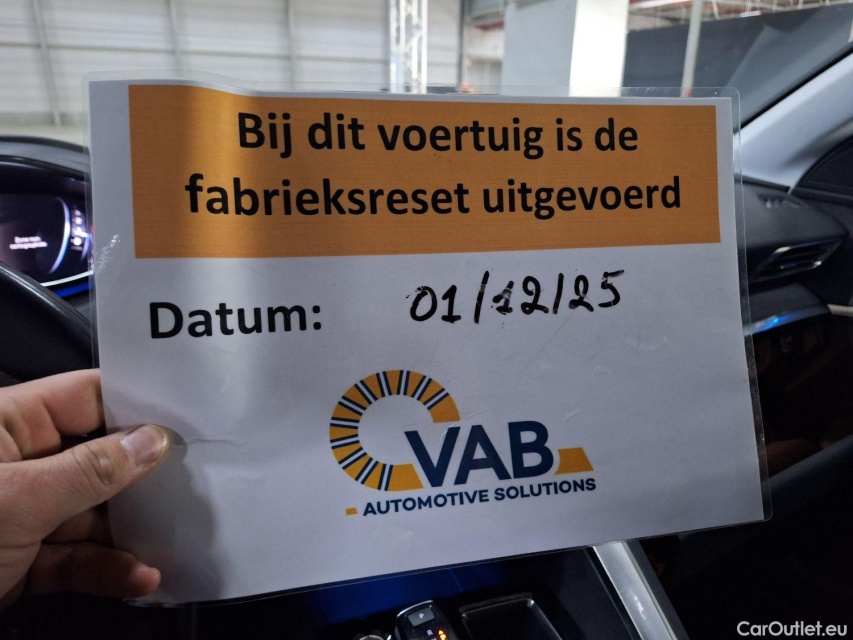 Bij dit voertuig is de
fabrieksreset uitgevoerd
Datum: 01/12/25
VAB
AUTOMOTIVE SOLUTIONS
CarOutlet.eu